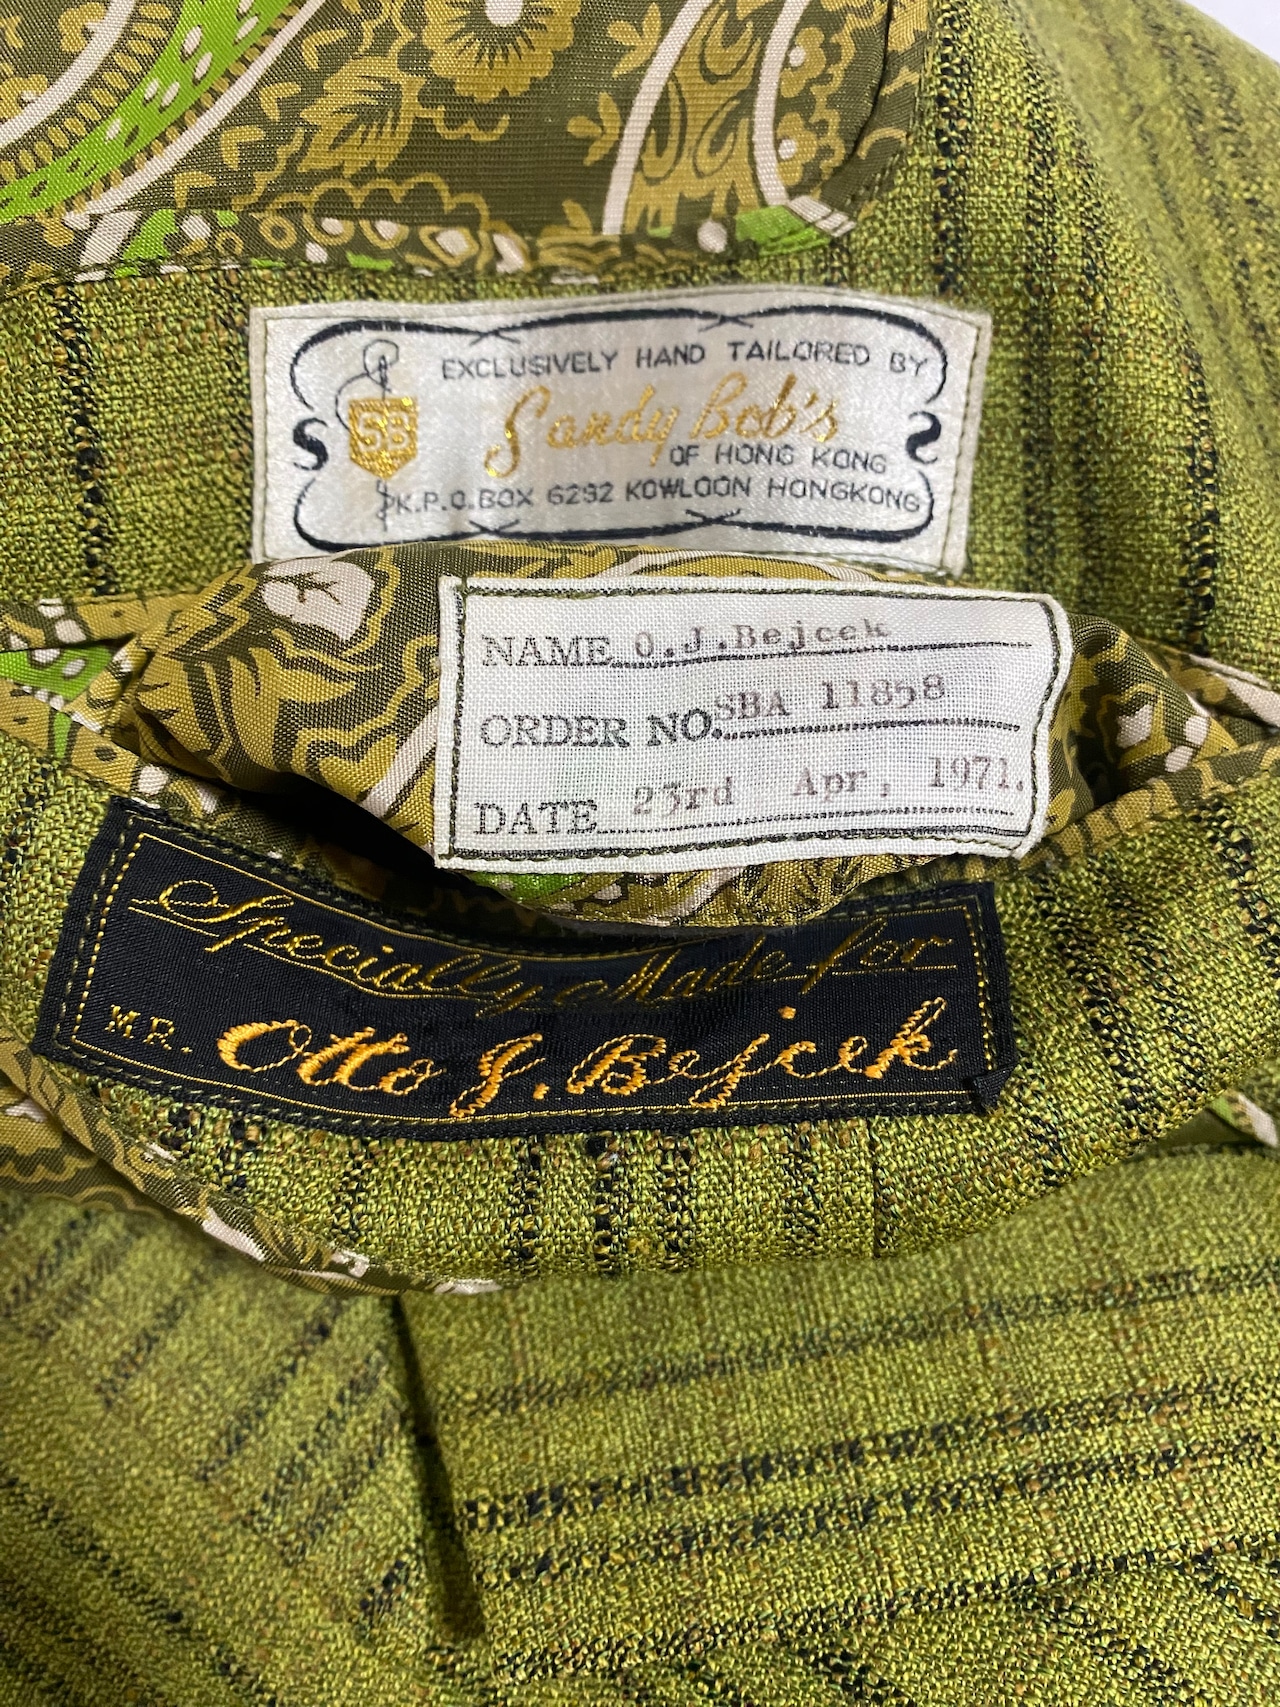 EXCLUSIVELY HAND TAILORED BY
SB
Sandy Bob's
OF HONG KONG
K.P.O.BOX 6292 KOWLOON HONGKONG
NAME O.J.Bejcek
ORDER NO. SBA 11858
DATE 23rd Apr, 1971.
Specially Made for
MR. Otto J. Bejcek